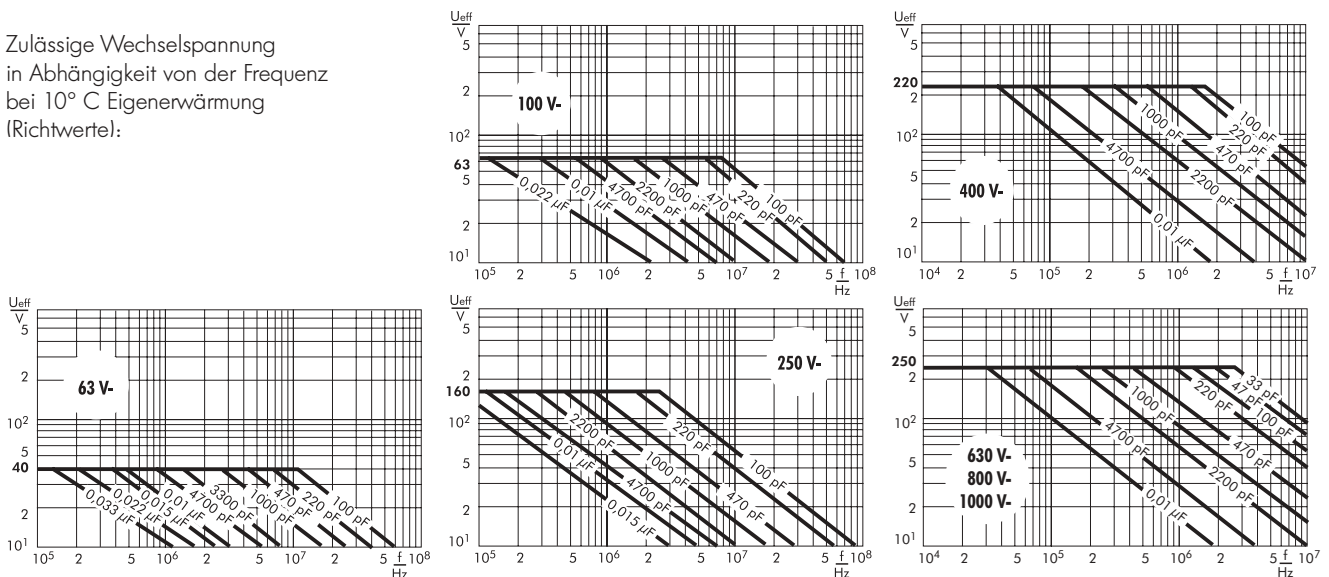 Zulässige Wechselspannung
in Abhängigkeit von der Frequenz
bei 10° C Eigenerwärmung
(Richtwerte):
Ueff
V
5
2
10²
63
5
2
10¹
100 V-
0,022 µF
0,01 µF
4700 pF
2200 pF
1000 pF
470 pF
220 pF
100 pF
10⁵ 2 5 10⁶ 2 5 10⁷ 2 5 f 10⁸
Hz
Ueff
V
5
220
2
10²
5
2
10¹
400 V-
0,01 µF
4700 pF
2200 pF
1000 pF
470 pF
220 pF
100 pF
10⁴ 2 5 10⁵ 2 5 10⁶ 2 5 f 10⁷
Hz
Ueff
V
5
2
10²
5
40
2
10¹
63 V-
0,033 µF
0,022 µF
0,015 µF
0,01 µF
4700 pF
3300 pF
1000 pF
470 pF
220 pF
100 pF
10⁵ 2 5 10⁶ 2 5 10⁷ 2 5 f 10⁸
Hz
Ueff
V
5
2
160
10²
5
2
10¹
250 V-
0,015 µF
0,01 µF
4700 pF
2200 pF
1000 pF
470 pF
220 pF
100 pF
10⁵ 2 5 10⁶ 2 5 10⁷ 2 5 f 10⁸
Hz
Ueff
V
5
250
2
10²
5
2
10¹
630 V-
800 V-
1000 V-
0,01 µF
4700 pF
2200 pF
1000 pF
470 pF
220 pF
100 pF
47 pF
33 pF
10⁴ 2 5 10⁵ 2 5 10⁶ 2 5 f 10⁷
Hz